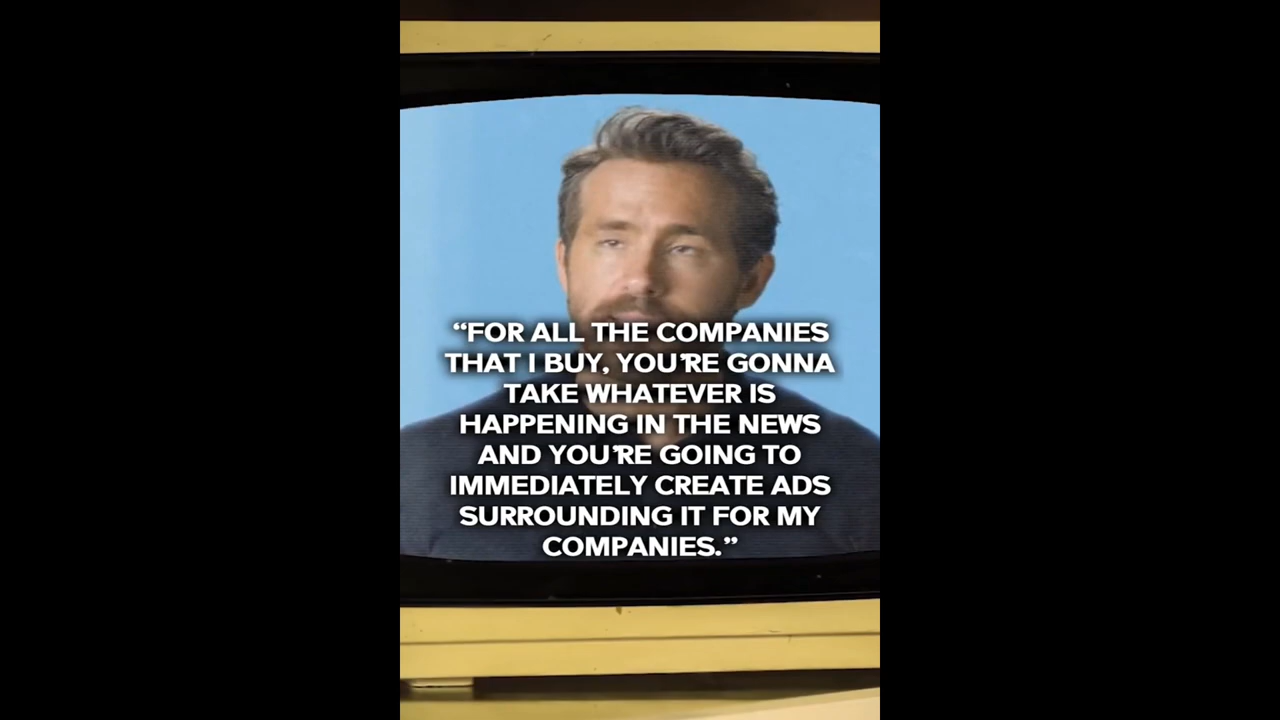 “FOR ALL THE COMPANIES
THAT I BUY, YOU’RE GONNA
TAKE WHATEVER IS
HAPPENING IN THE NEWS
AND YOU’RE GOING TO
IMMEDIATELY CREATE ADS
SURROUNDING IT FOR MY
COMPANIES.”